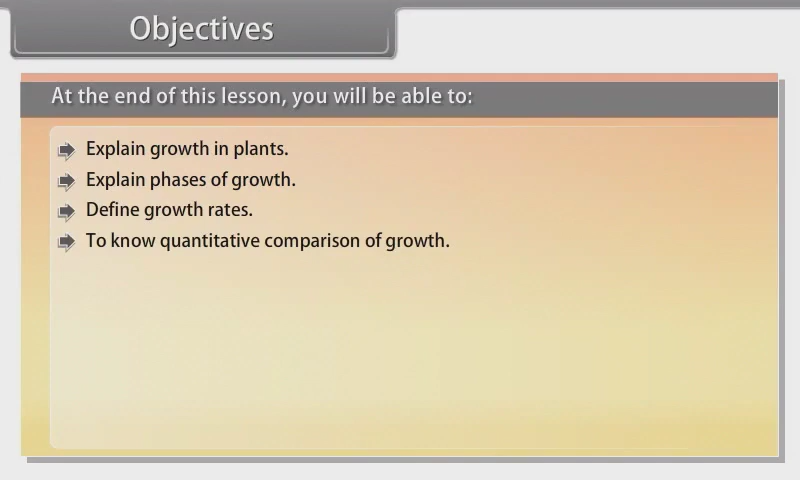 Objectives
At the end of this lesson, you will be able to:
Explain growth in plants.
Explain phases of growth.
Define growth rates.
To know quantitative comparison of growth.